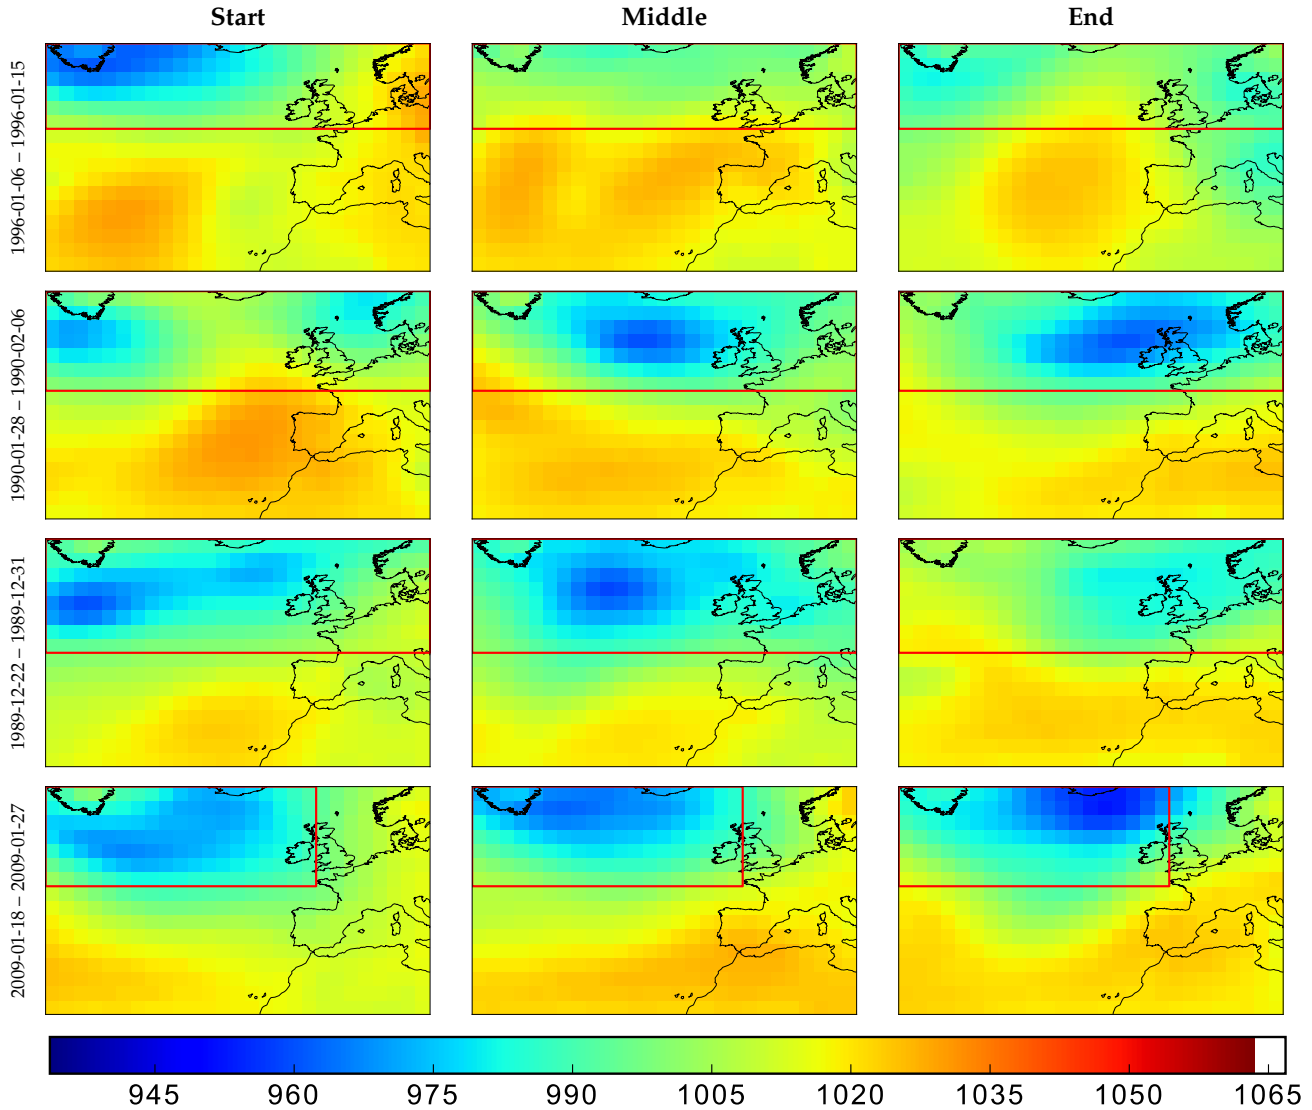 Start Middle End
1996-01-06 – 1996-01-15
1990-01-28 – 1990-02-06
1989-12-22 – 1989-12-31
2009-01-18 – 2009-01-27
945 960 975 990 1005 1020 1035 1050 1065